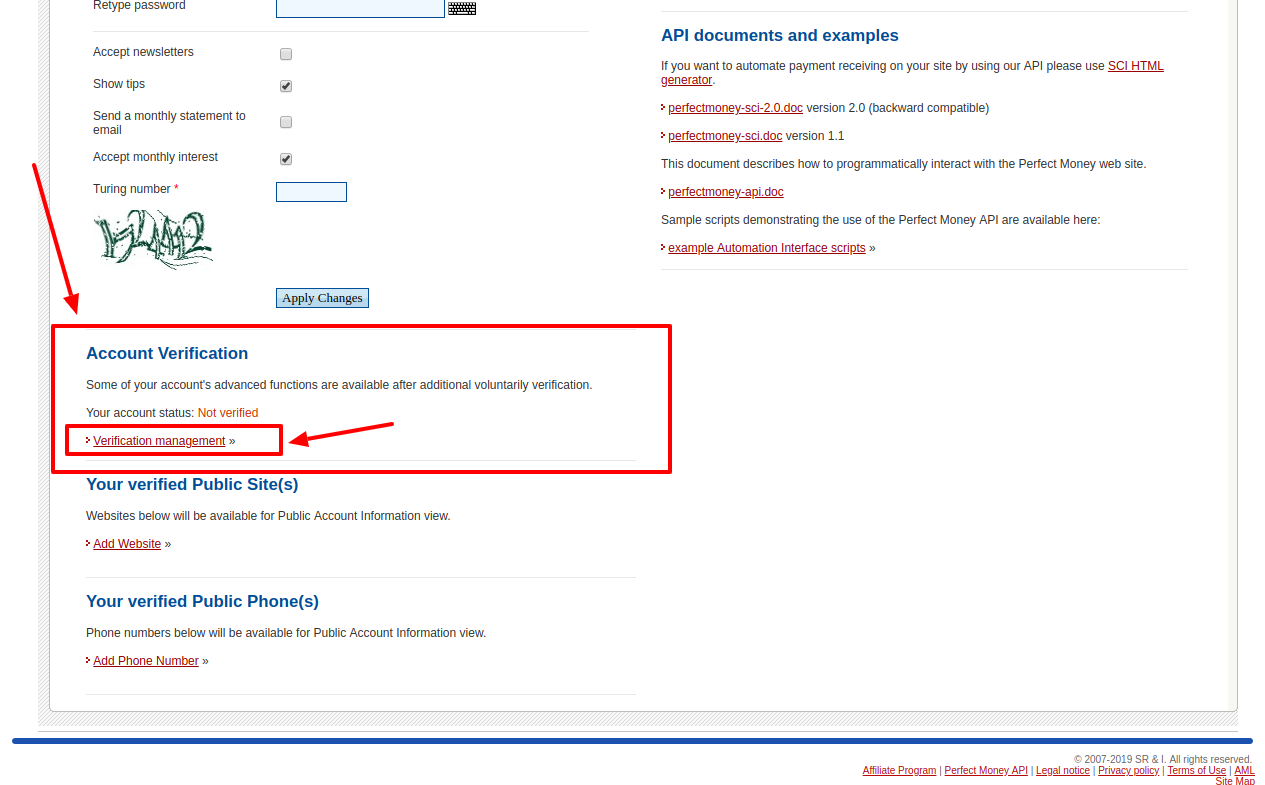 Retype password
Accept newsletters
Show tips
Send a monthly statement to
email
Accept monthly interest
Turing number *
Apply Changes
Account Verification
Some of your account's advanced functions are available after additional voluntarily verification.
Your account status: Not verified
Verification management »
Your verified Public Site(s)
Websites below will be available for Public Account Information view.
Add Website »
Your verified Public Phone(s)
Phone numbers below will be available for Public Account Information view.
Add Phone Number »
API documents and examples
If you want to automate payment receiving on your site by using our API please use SCI HTML
generator.
perfectmoney-sci-2.0.doc version 2.0 (backward compatible)
perfectmoney-sci.doc version 1.1
This document describes how to programmatically interact with the Perfect Money web site.
perfectmoney-api.doc
Sample scripts demonstrating the use of the Perfect Money API are available here:
example Automation Interface scripts »
© 2007-2019 SR & I. All rights reserved.
Affiliate Program | Perfect Money API | Legal notice | Privacy policy | Terms of Use | AML
Site Map